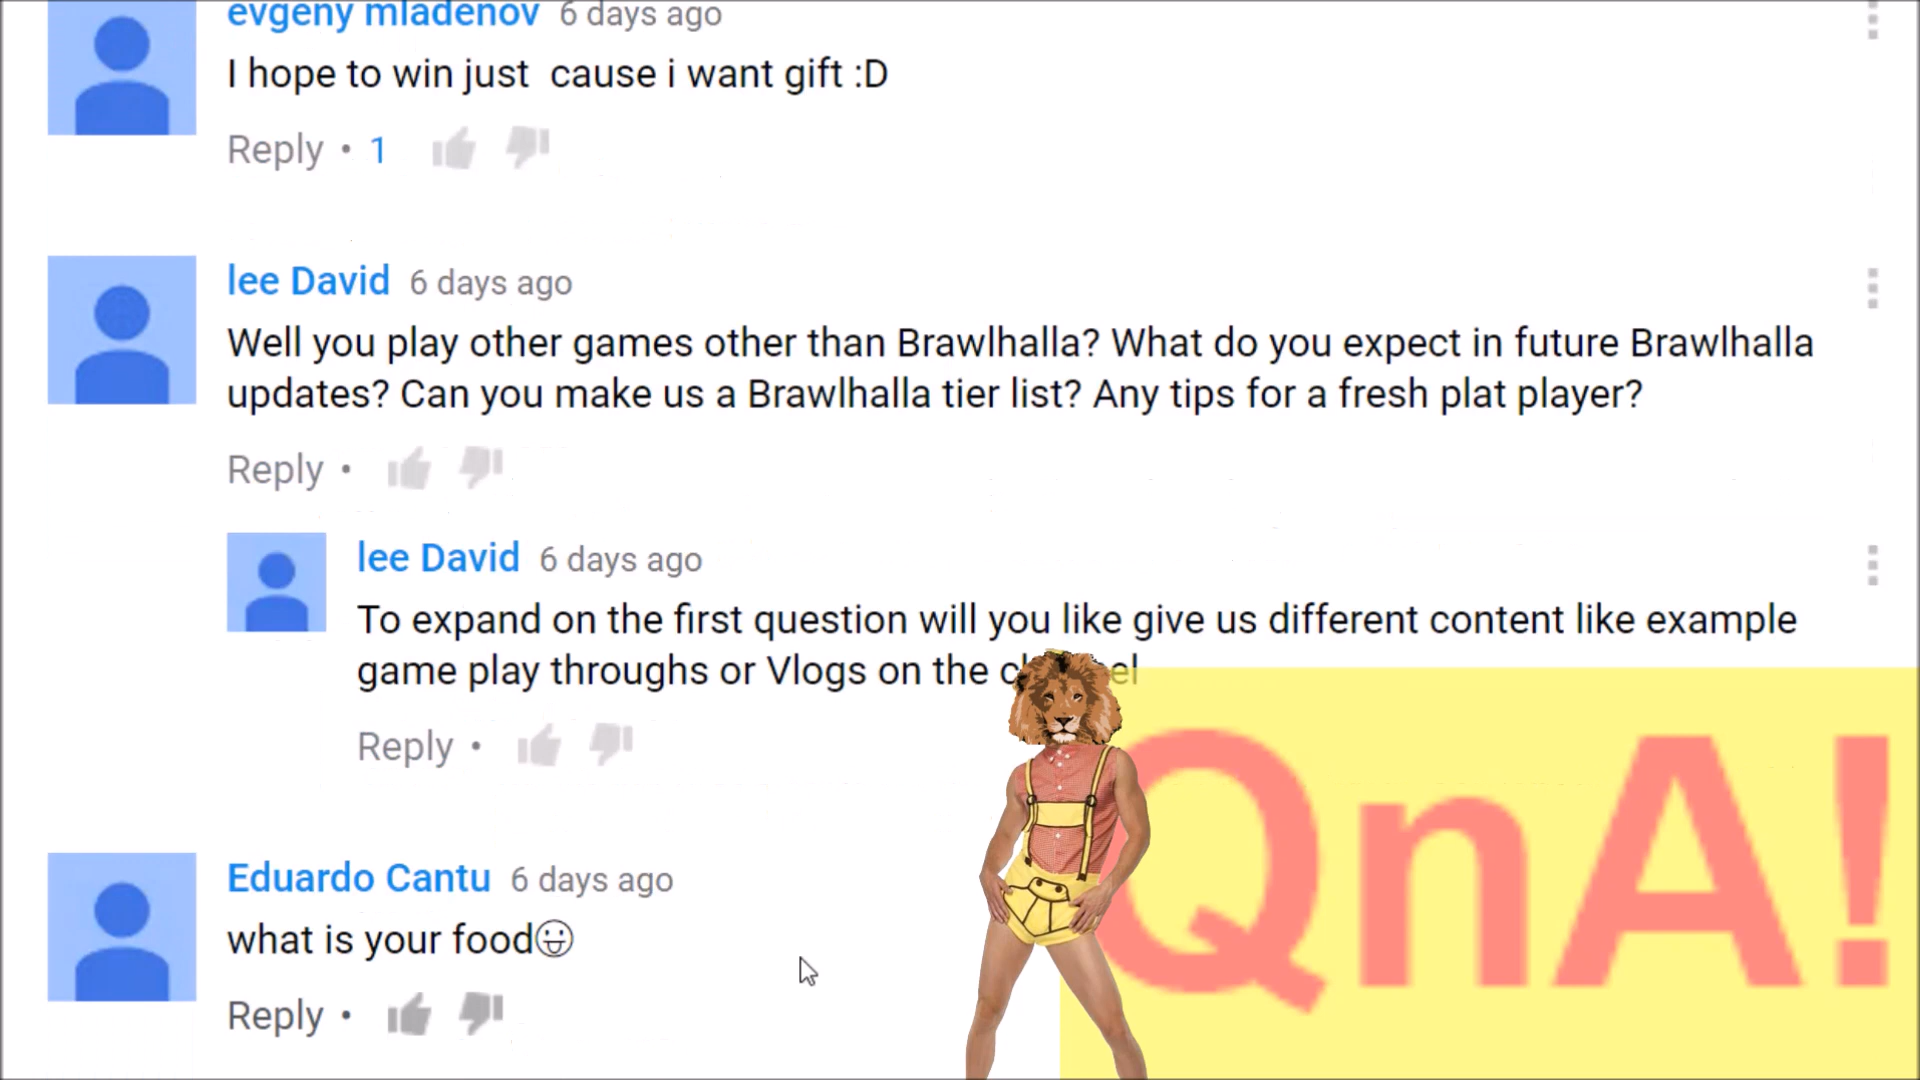 evgeny mladenov 6 days ago
I hope to win just  cause i want gift :D
Reply • 1
lee David 6 days ago
Well you play other games other than Brawlhalla? What do you expect in future Brawlhalla
updates? Can you make us a Brawlhalla tier list? Any tips for a fresh plat player?
Reply •
lee David 6 days ago
To expand on the first question will you like give us different content like example
game play throughs or Vlogs on the
Reply •
QnA!
Eduardo Cantu 6 days ago
what is your food😛
Reply •